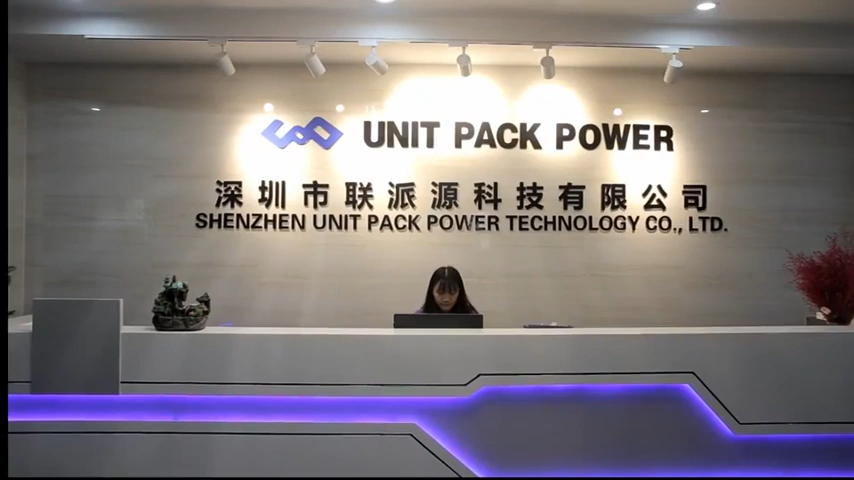 UNIT PACK POWER
深圳市联派源科技有限公司
SHENZHEN UNIT PACK POWER TECHNOLOGY CO.,LTD.